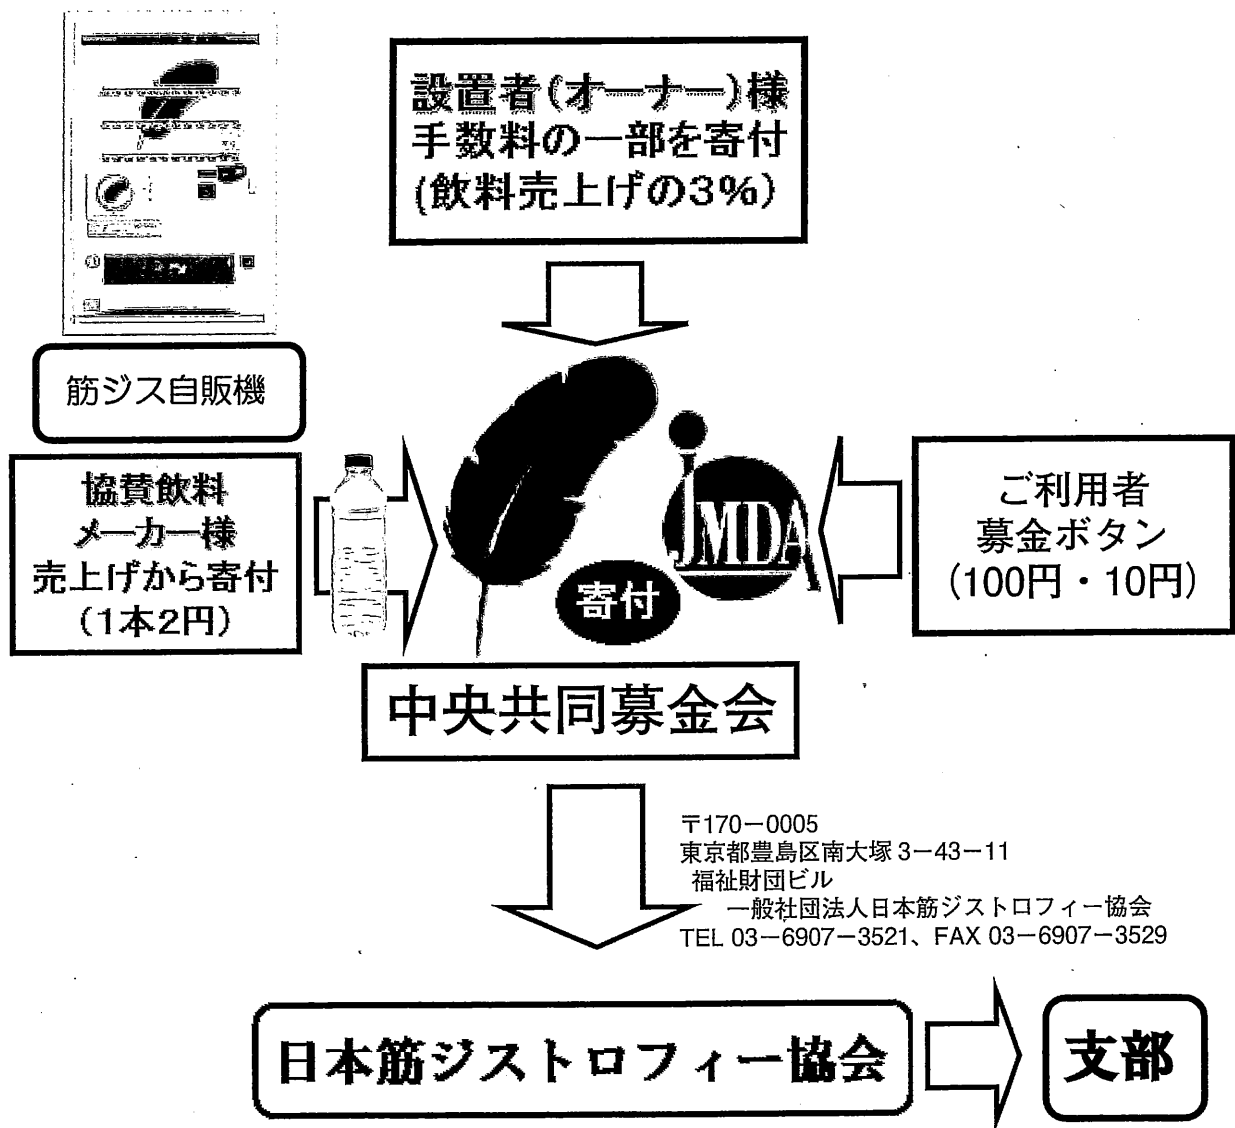 設置者(オーナー)様
手数料の一部を寄付
(飲料売上げの3%)
筋ジス自販機
協賛飲料
メーカー様
売上げから寄付
(1本2円)
JMDA
寄付
ご利用者
募金ボタン
(100円・10円)
中央共同募金会
〒170-0005
東京都豊島区南大塚3-43-11
福祉財団ビル
一般社団法人日本筋ジストロフィー協会
TEL 03-6907-3521、FAX 03-6907-3529
日本筋ジストロフィー協会
支部